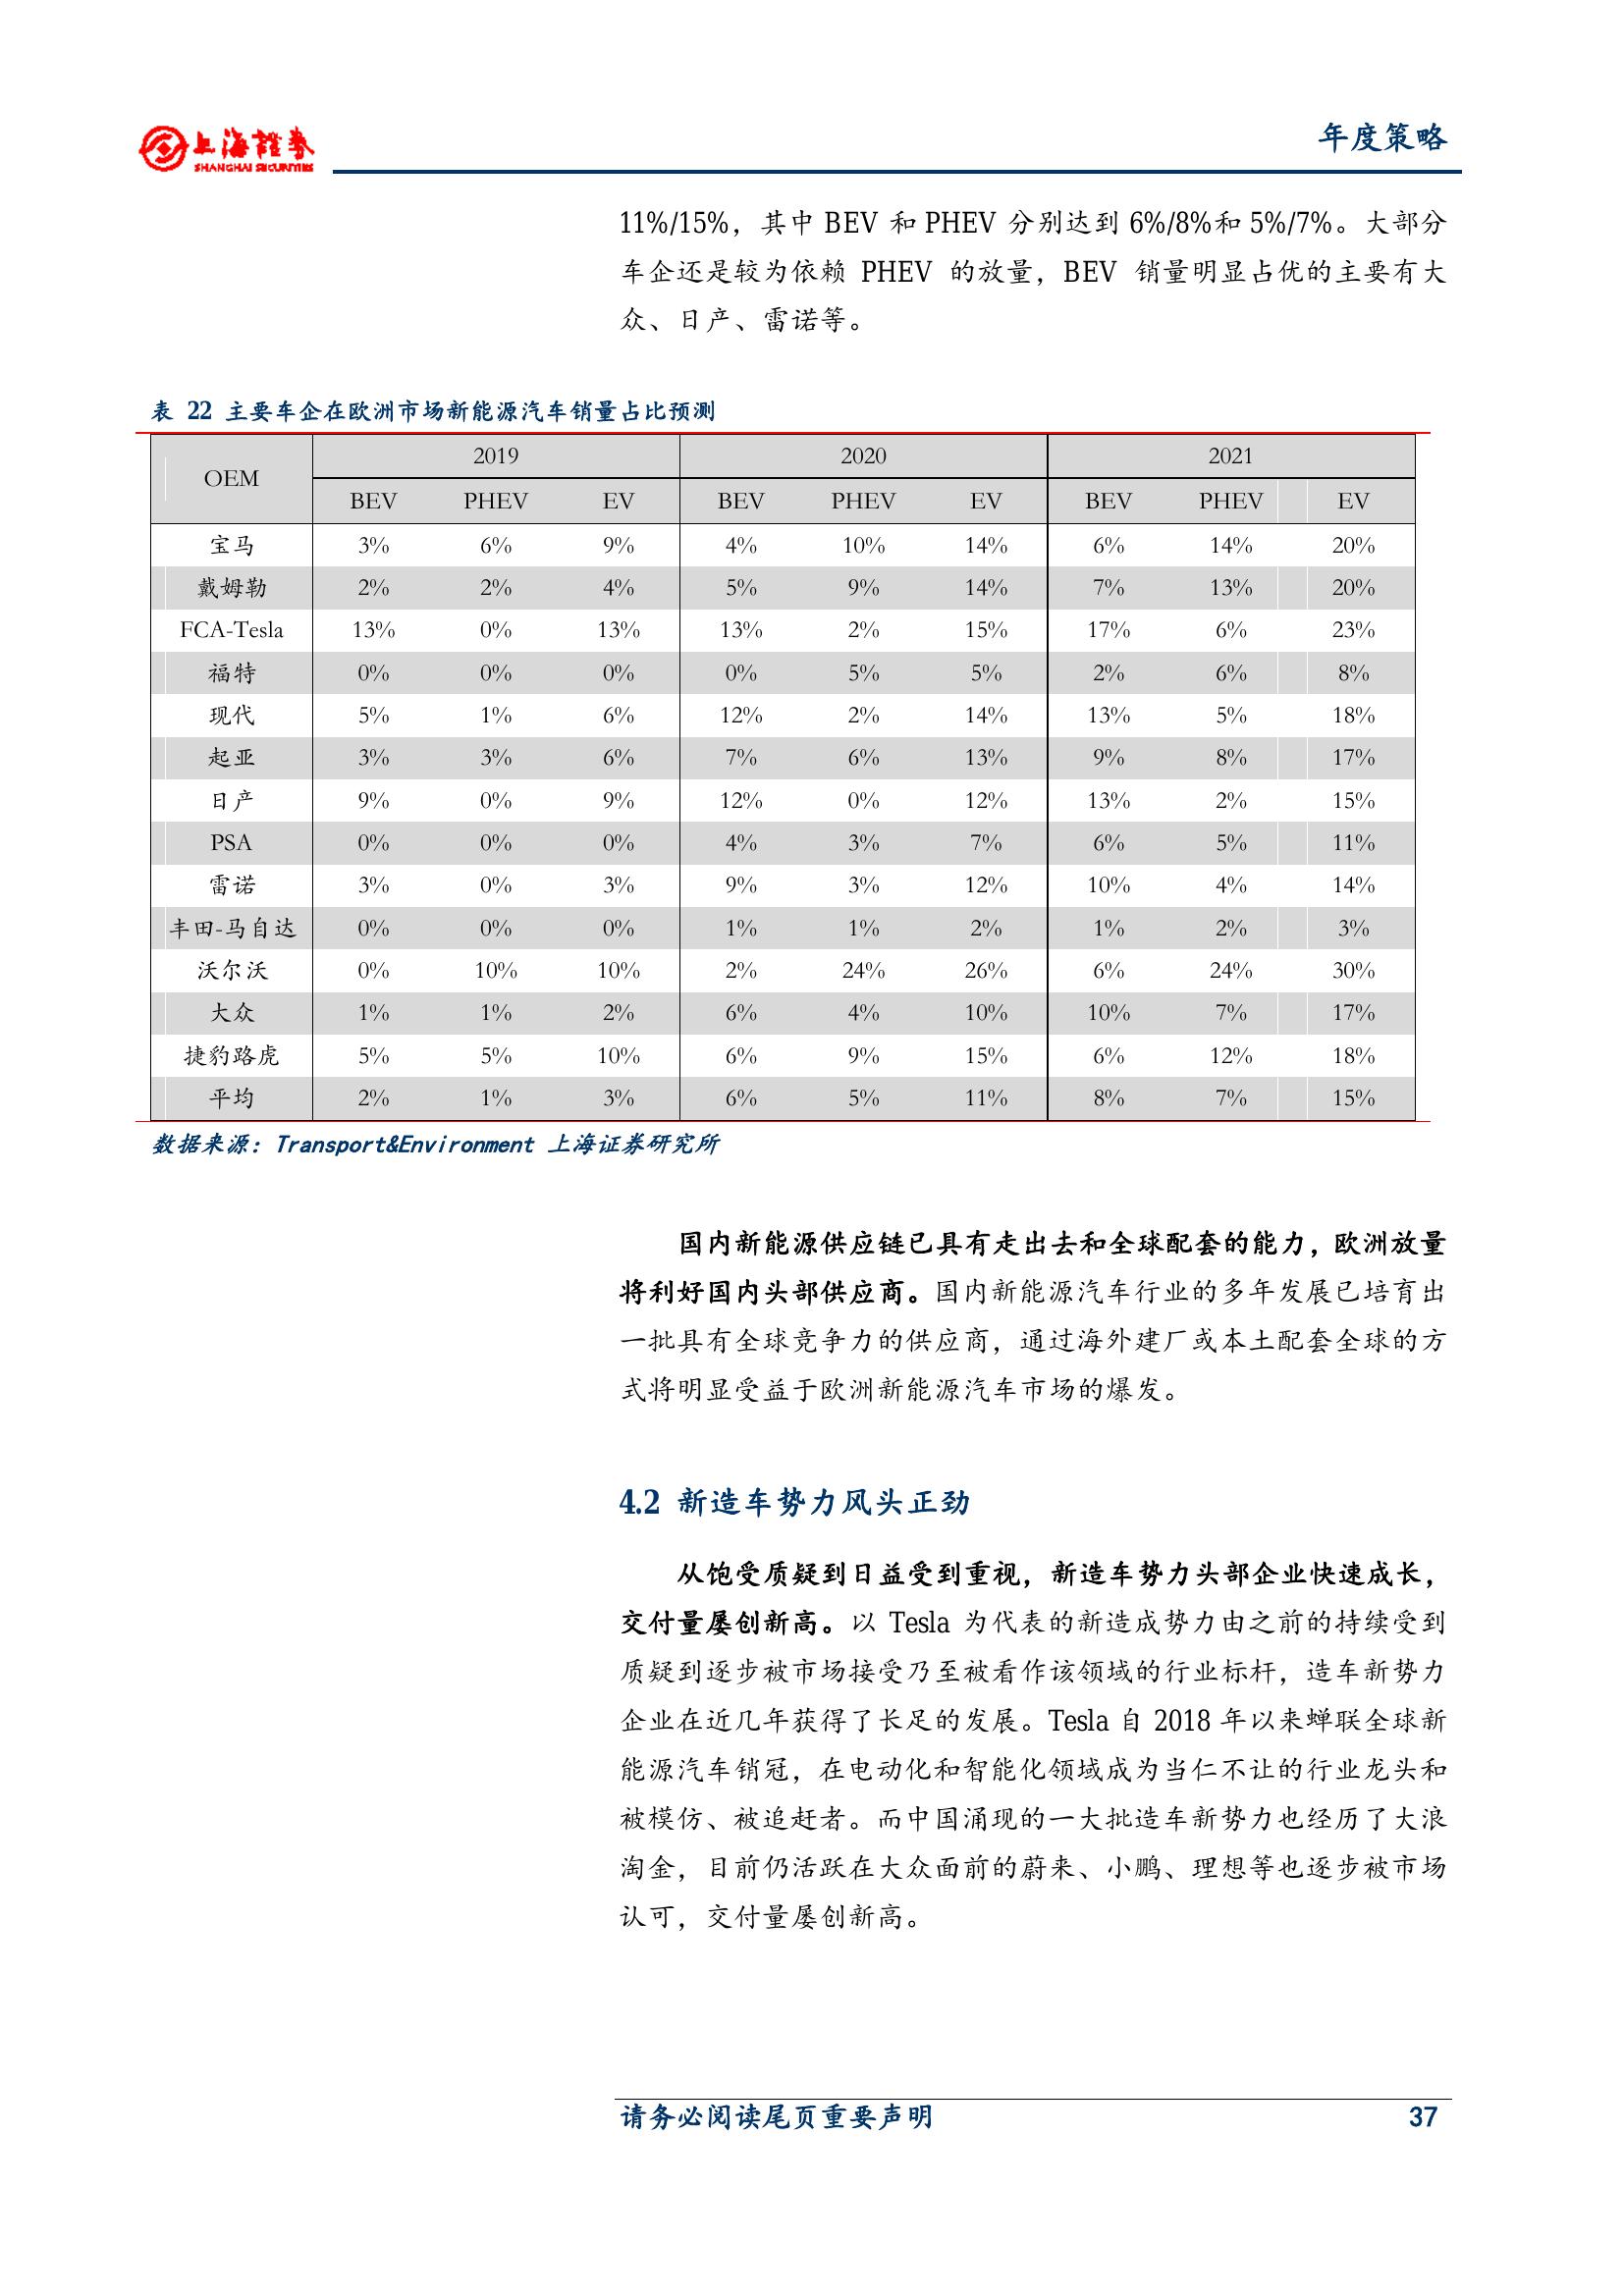 上海證券
SHANGHAI SECURITIES
年度策略
11%/15%，其中 BEV 和 PHEV 分别达到 6%/8%和 5%/7%。大部分
车企还是较为依赖 PHEV 的放量，BEV 销量明显占优的主要有大
众、日产、雷诺等。
表 22 主要车企在欧洲市场新能源汽车销量占比预测
OEM 2019 2020 2021
BEV PHEV EV BEV PHEV EV BEV PHEV EV
宝马 3% 6% 9% 4% 10% 14% 6% 14% 20%
戴姆勒 2% 2% 4% 5% 9% 14% 7% 13% 20%
FCA-Tesla 13% 0% 13% 13% 2% 15% 17% 6% 23%
福特 0% 0% 0% 0% 5% 5% 2% 6% 8%
现代 5% 1% 6% 12% 2% 14% 13% 5% 18%
起亚 3% 3% 6% 7% 6% 13% 9% 8% 17%
日产 9% 0% 9% 12% 0% 12% 13% 2% 15%
PSA 0% 0% 0% 4% 3% 7% 6% 5% 11%
雷诺 3% 0% 3% 9% 3% 12% 10% 4% 14%
丰田-马自达 0% 0% 0% 1% 1% 2% 1% 2% 3%
沃尔沃 0% 10% 10% 2% 24% 26% 6% 24% 30%
大众 1% 1% 2% 6% 4% 10% 10% 7% 17%
捷豹路虎 5% 5% 10% 6% 9% 15% 6% 12% 18%
平均 2% 1% 3% 6% 5% 11% 8% 7% 15%
数据来源：Transport&Environment 上海证券研究所
国内新能源供应链已具有走出去和全球配套的能力，欧洲放量
将利好国内头部供应商。国内新能源汽车行业的多年发展已培育出
一批具有全球竞争力的供应商，通过海外建厂或本土配套全球的方
式将明显受益于欧洲新能源汽车市场的爆发。
4.2 新造车势力风头正劲
从饱受质疑到日益受到重视，新造车势力头部企业快速成长，
交付量屡创新高。以 Tesla 为代表的新造成势力由之前的持续受到
质疑到逐步被市场接受乃至被看作该领域的行业标杆，造车新势力
企业在近几年获得了长足的发展。Tesla 自 2018 年以来蝉联全球新
能源汽车销冠，在电动化和智能化领域成为当仁不让的行业龙头和
被模仿、被追赶者。而中国涌现的一大批造车新势力也经历了大浪
淘金，目前仍活跃在大众面前的蔚来、小鹏、理想等也逐步被市场
认可，交付量屡创新高。
请务必阅读尾页重要声明 37